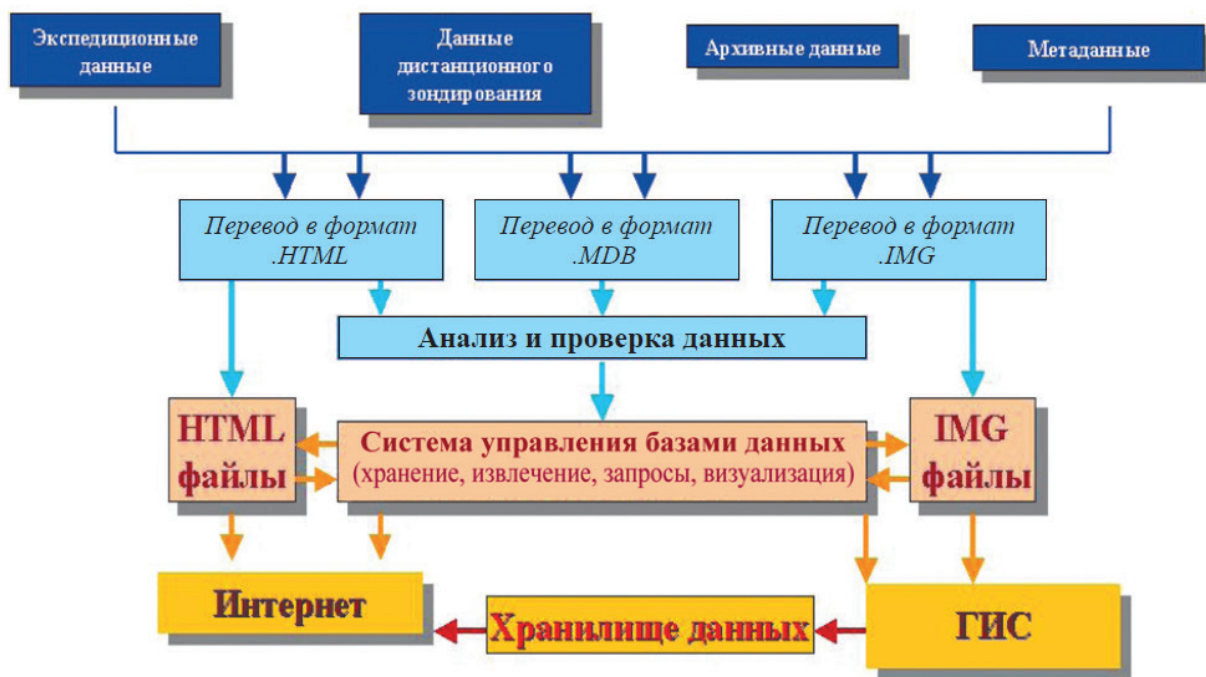 Экспедиционные
данные
Данные
дистанционного
зондирования
Архивные данные
Метаданные
Перевод в формат
.HTML
Перевод в формат
.MDB
Перевод в формат
.IMG
Анализ и проверка данных
HTML
файлы
Система управления базами данных
(хранение, извлечение, запросы, визуализация)
IMG
файлы
Интернет
Хранилище данных
ГИС